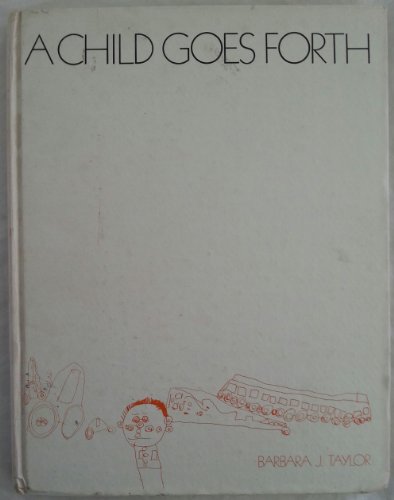 A CHILD GOES FORTH
BARBARA J. TAYLOR